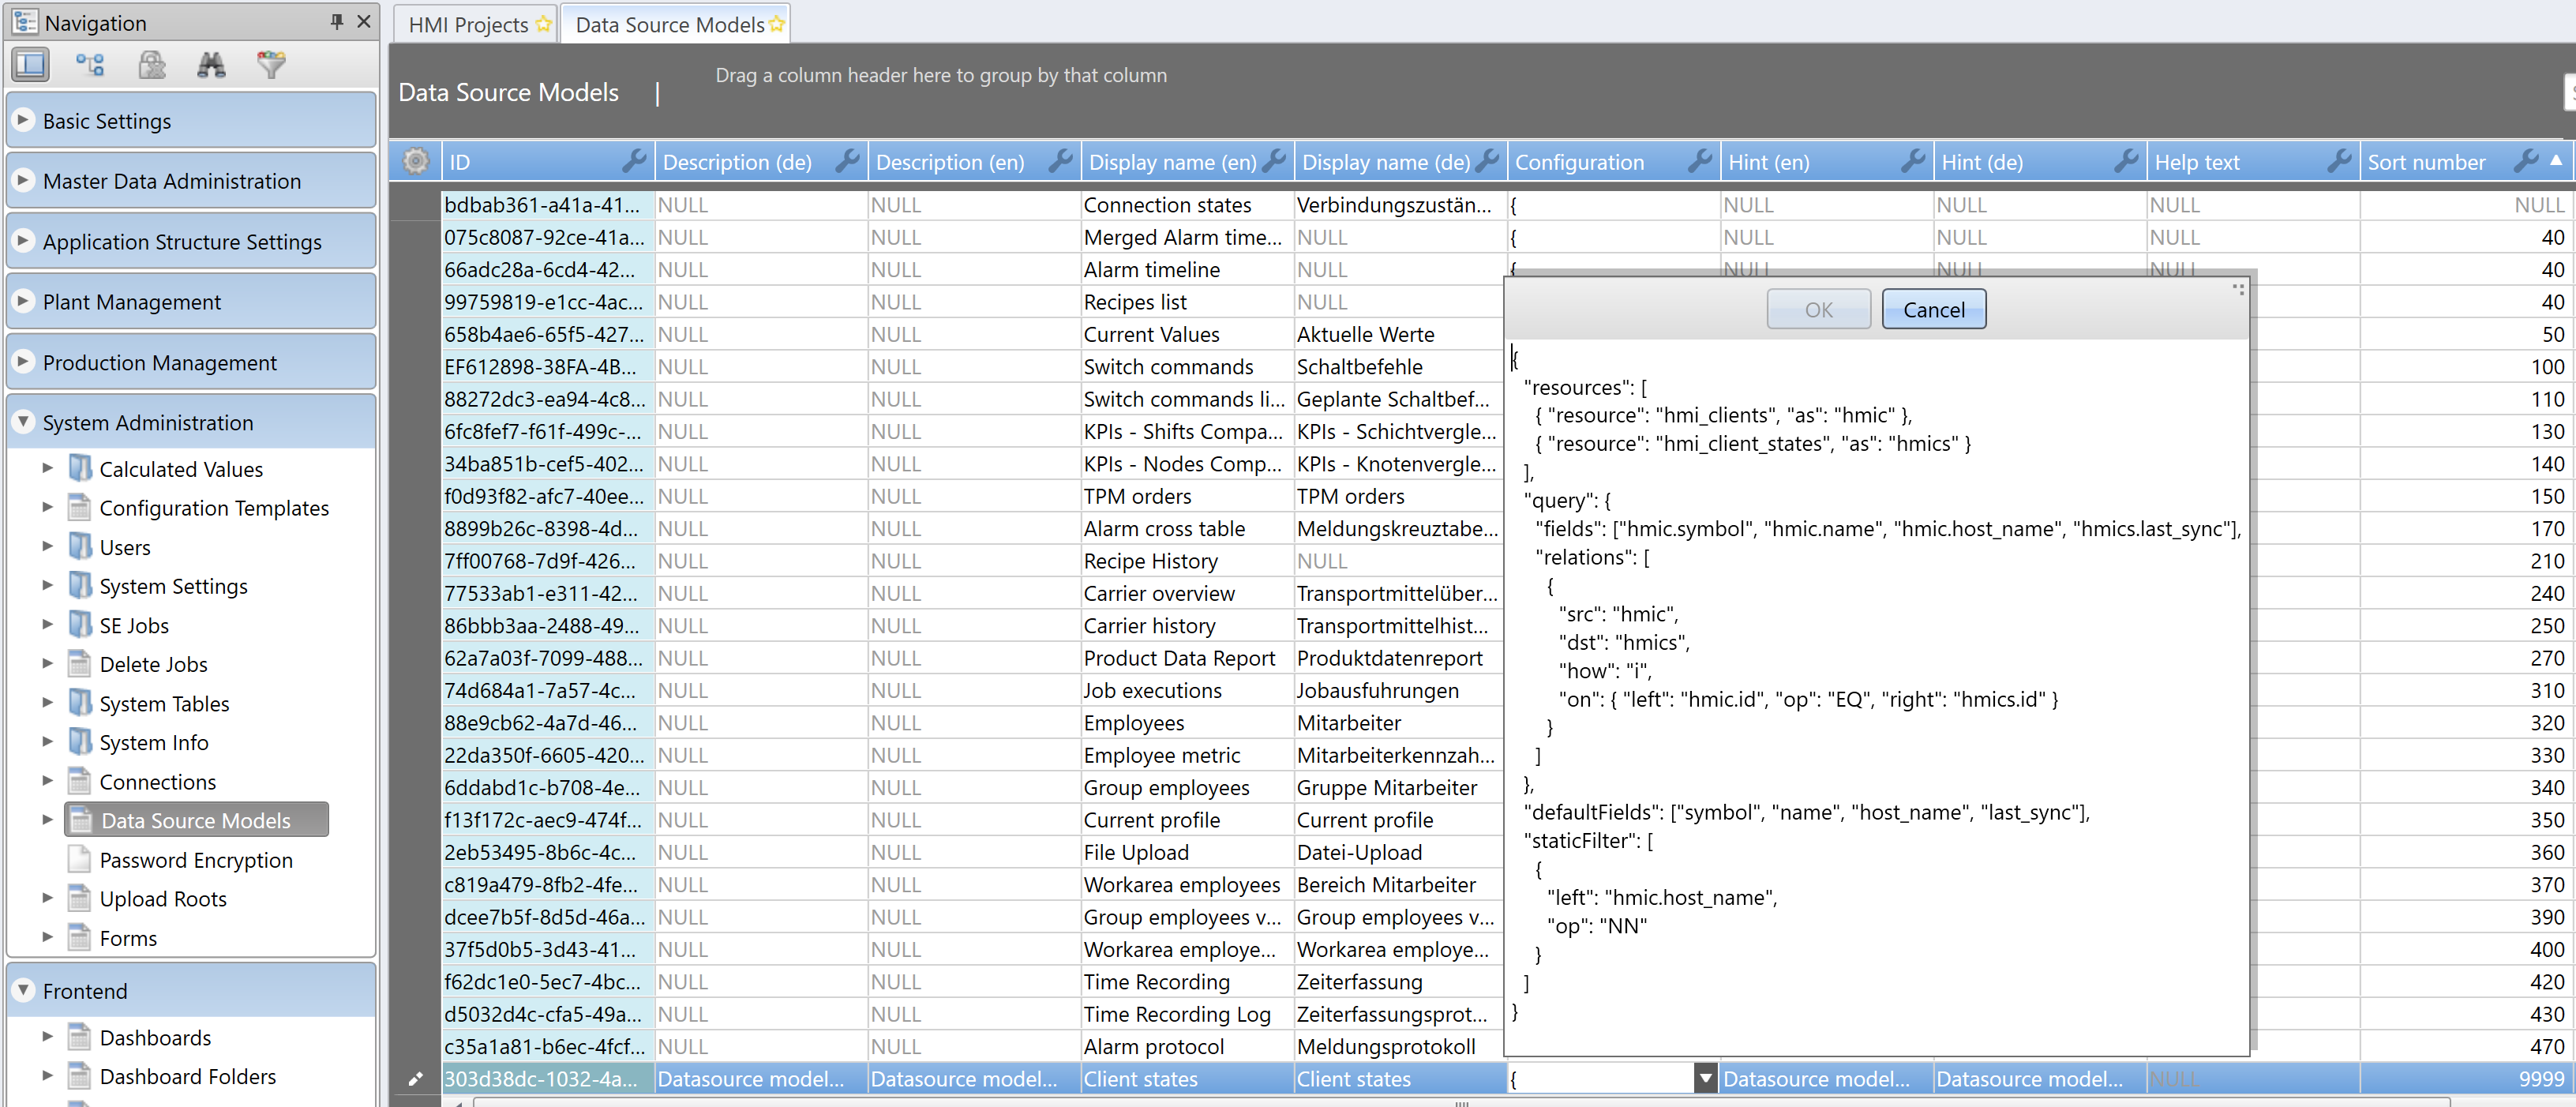 Navigation
HMI Projects
Data Source Models
Data Source Models |
Drag a column header here to group by that column
Basic Settings
Master Data Administration
Application Structure Settings
Plant Management
Production Management
System Administration
Calculated Values
Configuration Templates
Users
System Settings
SE Jobs
Delete Jobs
System Tables
System Info
Connections
Data Source Models
Password Encryption
Upload Roots
Forms
Frontend
Dashboards
Dashboard Folders
ID Description (de) Description (en) Display name (en) Display name (de) Configuration Hint (en) Hint (de) Help text Sort number
bdbab361-a41a-41... NULL NULL Connection states Verbindungszustän... { NULL NULL NULL NULL
075c8087-92ce-41a... NULL NULL Merged Alarm time... NULL { NULL NULL NULL 40
66adc28a-6cd4-42... NULL NULL Alarm timeline NULL { NULL NULL NULL 40
99759819-e1cc-4ac... NULL NULL Recipes list NULL 40
658b4ae6-65f5-427... NULL NULL Current Values Aktuelle Werte 50
EF612898-38FA-4B... NULL NULL Switch commands Schaltbefehle 100
88272dc3-ea94-4c8... NULL NULL Switch commands li... Geplante Schaltbef... 110
6fc8fef7-f61f-499c-... NULL NULL KPIs - Shifts Compa... KPIs - Schichtvergle... 130
34ba851b-cef5-402... NULL NULL KPIs - Nodes Comp... KPIs - Knotenvergle... 140
f0d93f82-afc7-40ee... NULL NULL TPM orders TPM orders 150
8899b26c-8398-4d... NULL NULL Alarm cross table Meldungskreuztabe... 170
7ff00768-7d9f-426... NULL NULL Recipe History NULL 210
77533ab1-e311-42... NULL NULL Carrier overview Transportmittelüber... 240
86bbb3aa-2488-49... NULL NULL Carrier history Transportmittelhist... 250
62a7a03f-7099-488... NULL NULL Product Data Report Produktdatenreport 270
74d684a1-7a57-4c... NULL NULL Job executions Jobausfuhrungen 310
88e9cb62-4a7d-46... NULL NULL Employees Mitarbeiter 320
22da350f-6605-420... NULL NULL Employee metric Mitarbeiterkennzah... 330
6ddabd1c-b708-4e... NULL NULL Group employees Gruppe Mitarbeiter 340
f13f172c-aec9-474f... NULL NULL Current profile Current profile 350
2eb53495-8b6c-4c... NULL NULL File Upload Datei-Upload 360
c819a479-8fb2-4fe... NULL NULL Workarea employees Bereich Mitarbeiter 370
dcee7b5f-8d5d-46a... NULL NULL Group employees v... Group employees v... 390
37f5d0b5-3d43-41... NULL NULL Workarea employe... Workarea employe... 400
f62dc1e0-5ec7-4bc... NULL NULL Time Recording Zeiterfassung 420
d5032d4c-cfa5-49a... NULL NULL Time Recording Log Zeiterfassungsprot... 430
c35a1a81-b6ec-4fcf... NULL NULL Alarm protocol Meldungsprotokoll 470
303d38dc-1032-4a... Datasource model... Datasource model... Client states Client states { Datasource model... Datasource model... NULL 9999
OK Cancel
{
"resources": [
{ "resource": "hmi_clients", "as": "hmic" },
{ "resource": "hmi_client_states", "as": "hmics" }
],
"query": {
"fields": ["hmic.symbol", "hmic.name", "hmic.host_name", "hmics.last_sync"],
"relations": [
{
"src": "hmic",
"dst": "hmics",
"how": "i",
"on": { "left": "hmic.id", "op": "EQ", "right": "hmics.id" }
}
]
},
"defaultFields": ["symbol", "name", "host_name", "last_sync"],
"staticFilter": [
{
"left": "hmic.host_name",
"op": "NN"
}
]
}